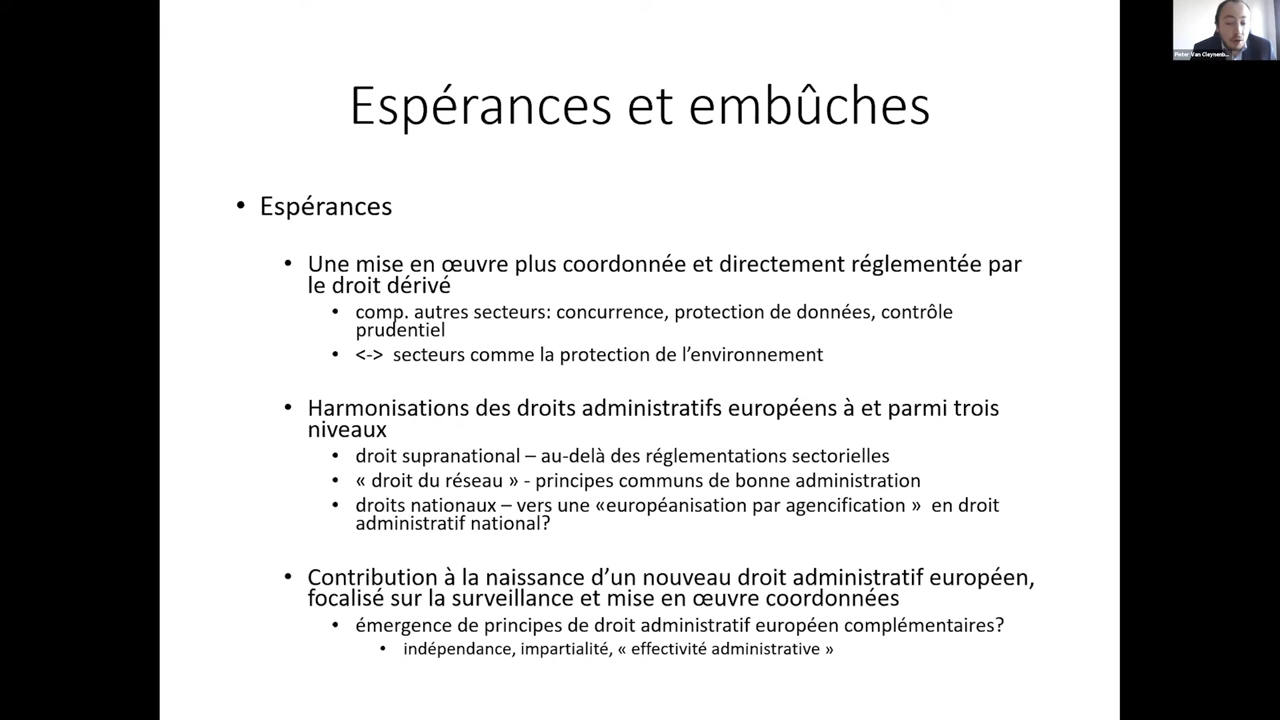 Pieter Van Cleynenb...
Espérances et embûches
• Espérances
• Une mise en œuvre plus coordonnée et directement réglementée par
le droit dérivé
• comp. autres secteurs: concurrence, protection de données, contrôle
prudentiel
• <-> secteurs comme la protection de l’environnement
• Harmonisations des droits administratifs européens à et parmi trois
niveaux
• droit supranational – au-delà des réglementations sectorielles
• « droit du réseau » - principes communs de bonne administration
• droits nationaux – vers une «européanisation par agencification » en droit
administratif national?
• Contribution à la naissance d’un nouveau droit administratif européen,
focalisé sur la surveillance et mise en œuvre coordonnées
• émergence de principes de droit administratif européen complémentaires?
• indépendance, impartialité, « effectivité administrative »